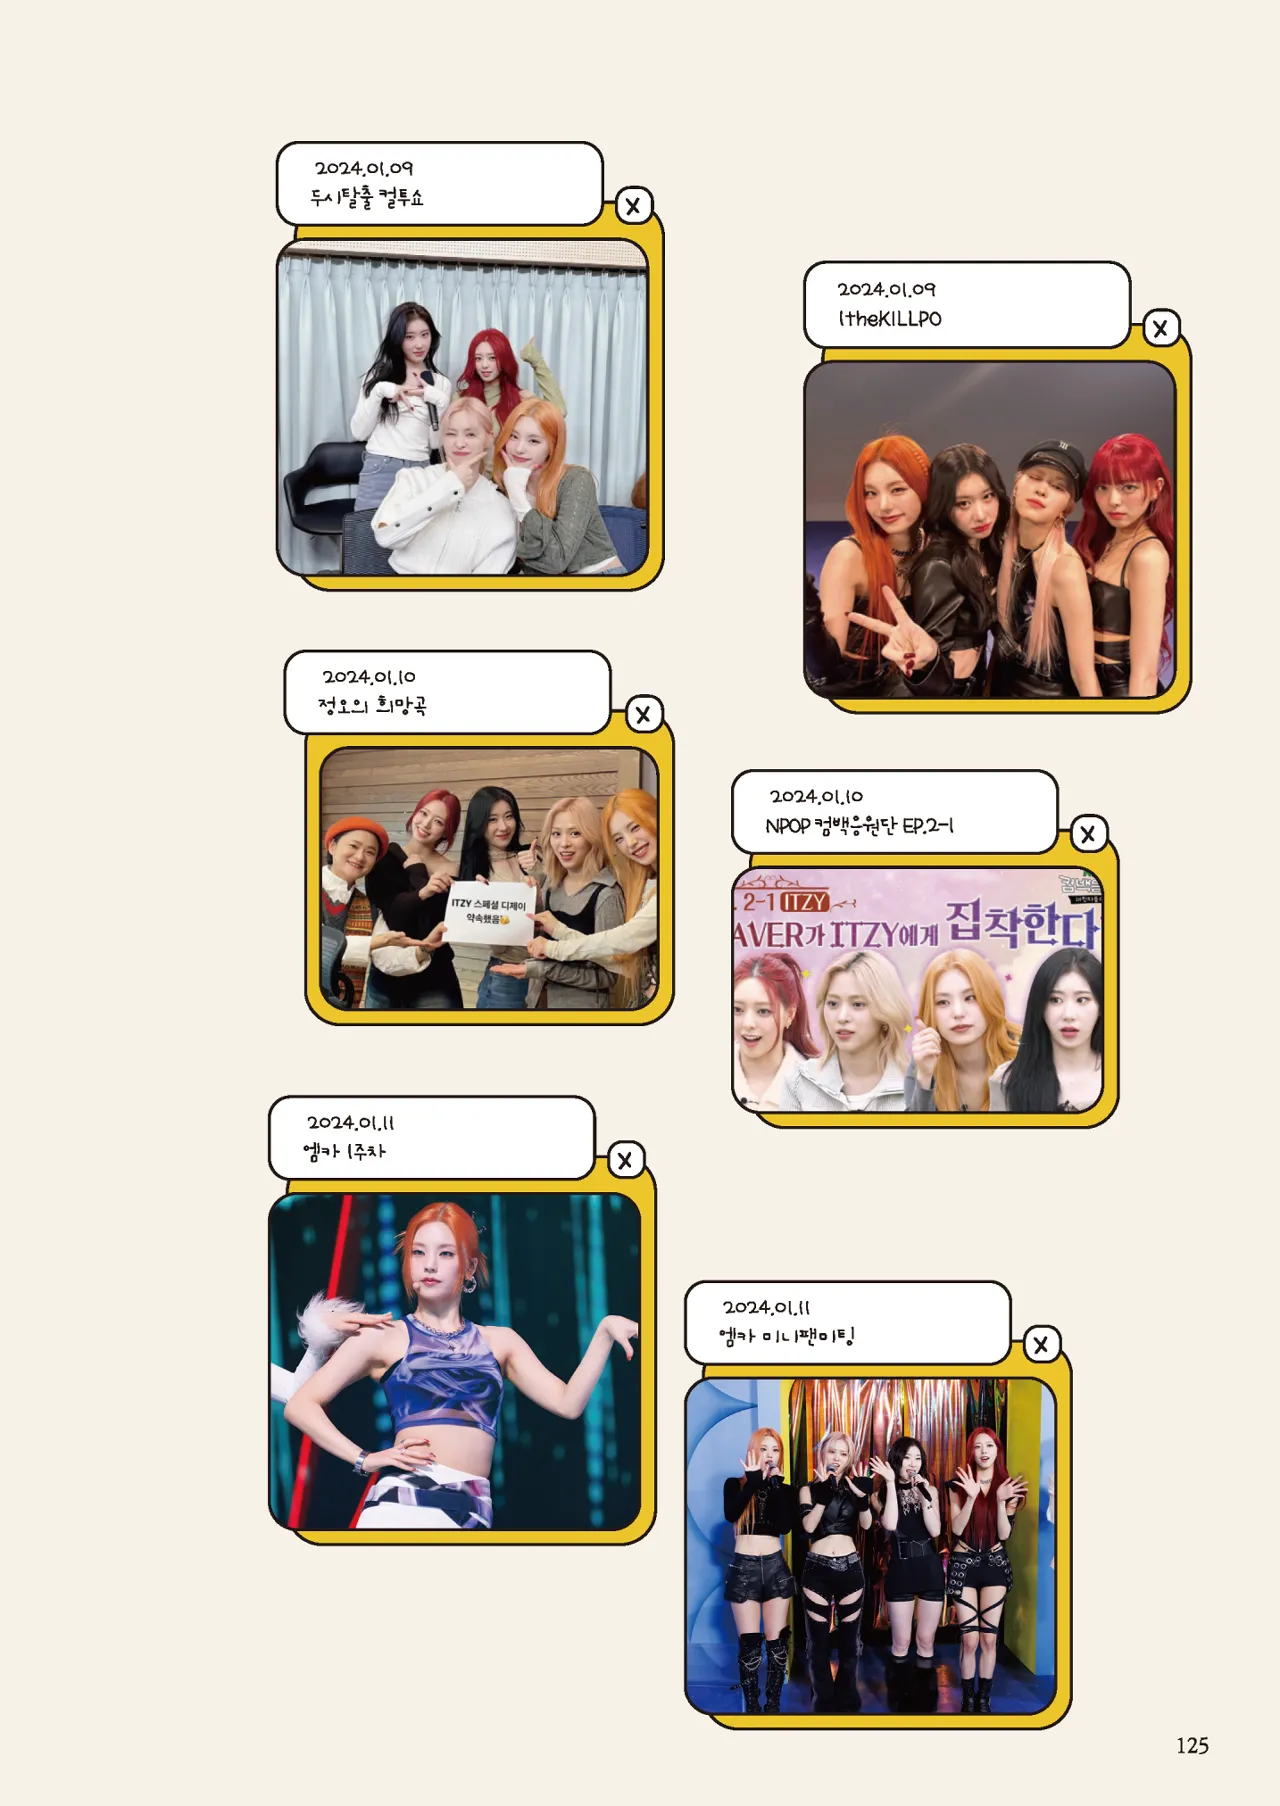 2024.01.09
두시탈출 컬투쇼
2024.01.09
ItheKILLPO
2024.01.10
정오의 희망곡
ITZY 스페셜 디제이
약속했음
2024.01.10
NPOP 컴백응원단 EP.2-1
. 2-1 ITZY
AVER가 ITZY에게 집착한다
2024.01.11
엠카 1주차
2024.01.11
엠카 미니팬미팅
125